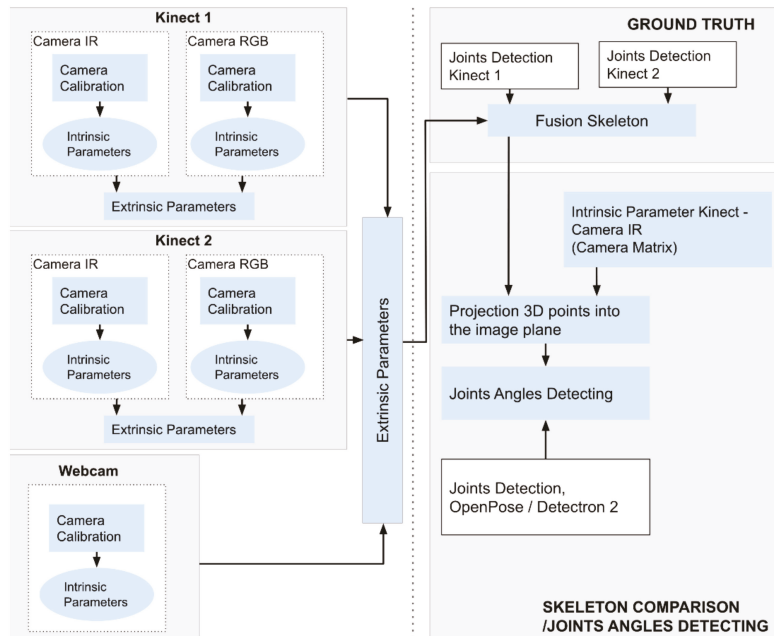 Kinect 1
Camera IR
Camera
Calibration
Intrinsic
Parameters
Camera RGB
Camera
Calibration
Intrinsic
Parameters
Extrinsic Parameters
Kinect 2
Camera IR
Camera
Calibration
Intrinsic
Parameters
Camera RGB
Camera
Calibration
Intrinsic
Parameters
Extrinsic Parameters
Webcam
Camera
Calibration
Intrinsic
Parameters
Extrinsic Parameters
GROUND TRUTH
Joints Detection
Kinect 1
Joints Detection
Kinect 2
Fusion Skeleton
Intrinsic Parameter Kinect -
Camera IR
(Camera Matrix)
Projection 3D points into
the image plane
Joints Angles Detecting
Joints Detection,
OpenPose / Detectron 2
SKELETON COMPARISON
/JOINTS ANGLES DETECTING